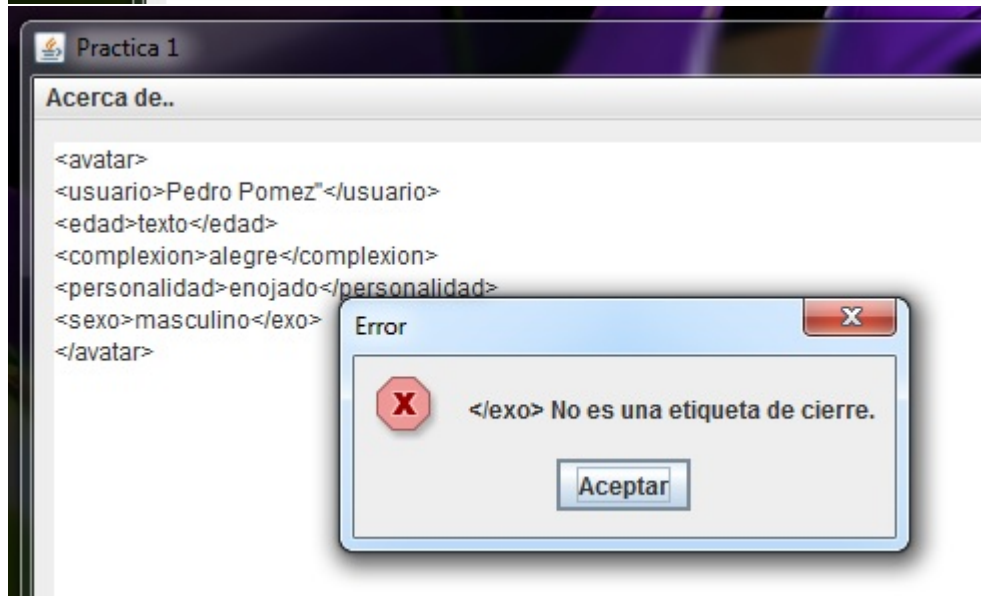 Practica 1
Acerca de..
<avatar>
<usuario>Pedro Pomez"</usuario>
<edad>texto</edad>
<complexion>alegre</complexion>
<personalidad>enojado</personalidad>
<sexo>masculino</exo>
</avatar>
Error
</exo> No es una etiqueta de cierre.
Aceptar